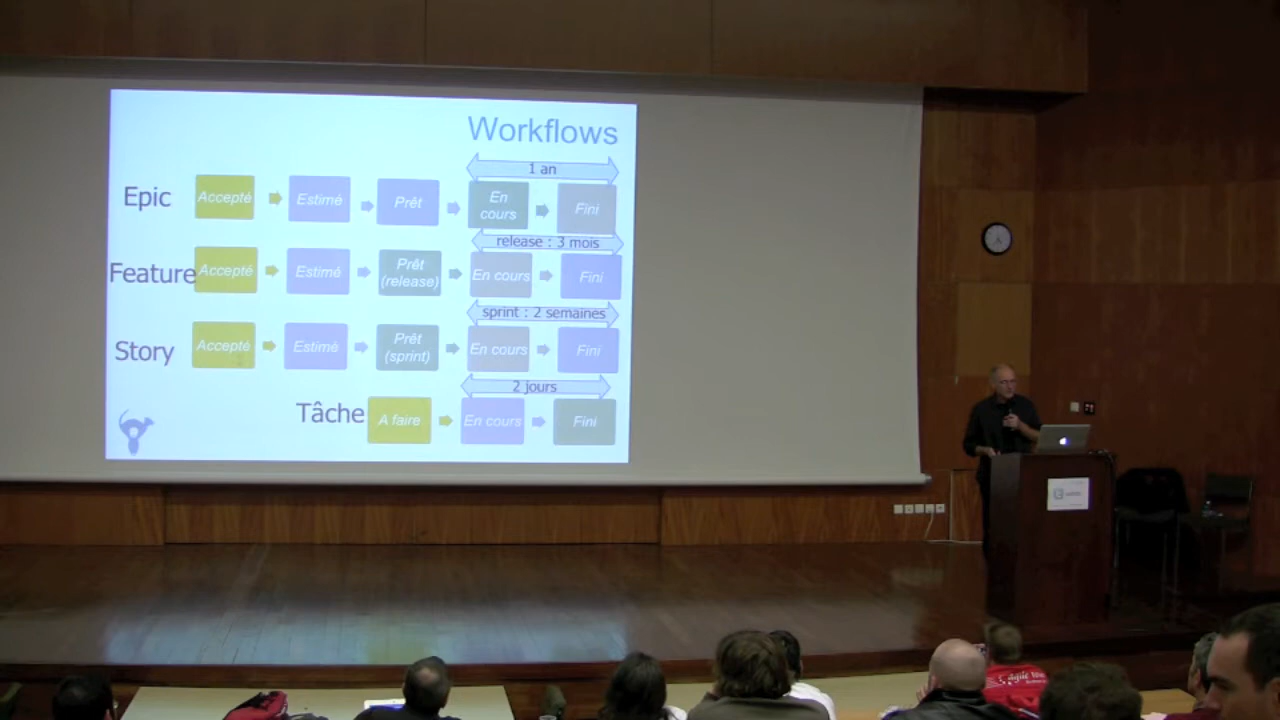 Workflows
1 an
Epic Accepté Estimé Prêt En cours Fini
release : 3 mois
Feature Accepté Estimé Prêt (release) En cours Fini
sprint : 2 semaines
Story Accepté Estimé Prêt (sprint) En cours Fini
2 jours
Tâche A faire En cours Fini
agile